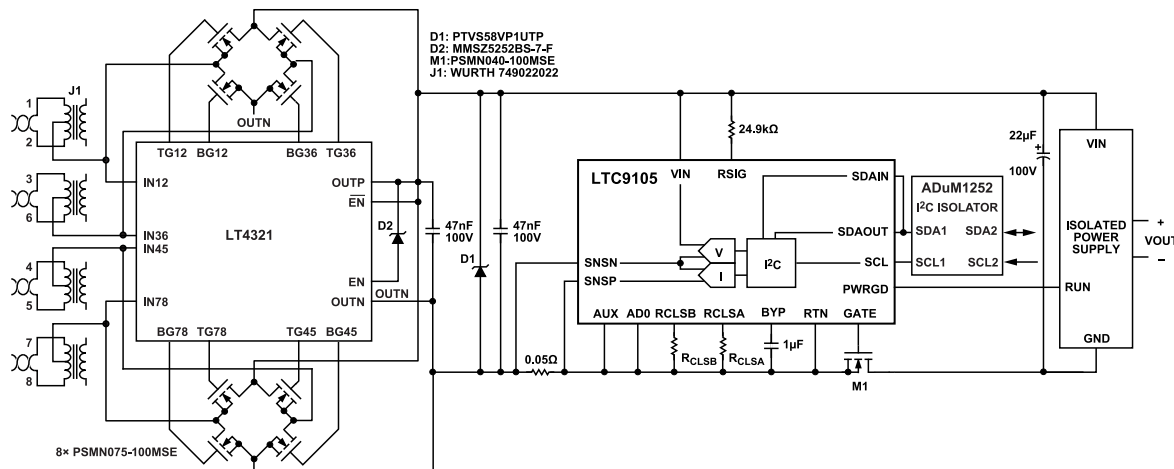 D1: PTVS58VP1UTP
D2: MMSZ5252BS-7-F
M1:PSMN040-100MSE
J1: WURTH 749022022
J1
1
2
3
6
4
5
7
8
OUTN
TG12
BG12
BG36
TG36
IN12
IN36
IN45
IN78
LT4321
OUTP
EN
EN
OUTN
BG78
TG78
TG45
BG45
OUTN
D2
47nF
100V
D1
47nF
100V
8× PSMN075-100MSE
0.05Ω
24.9kΩ
VIN
RSIG
LTC9105
SDAIN
SDAOUT
SCL
PWRGD
V
I
I²C
SNSN
SNSP
AUX
AD0
RCLSB
RCLSA
BYP
RTN
GATE
RCLSB
RCLSA
1µF
M1
ADuM1252
I²C ISOLATOR
SDA1
SDA2
SCL1
SCL2
22µF
+
100V
VIN
ISOLATED
POWER
SUPPLY
RUN
GND
+
VOUT
–